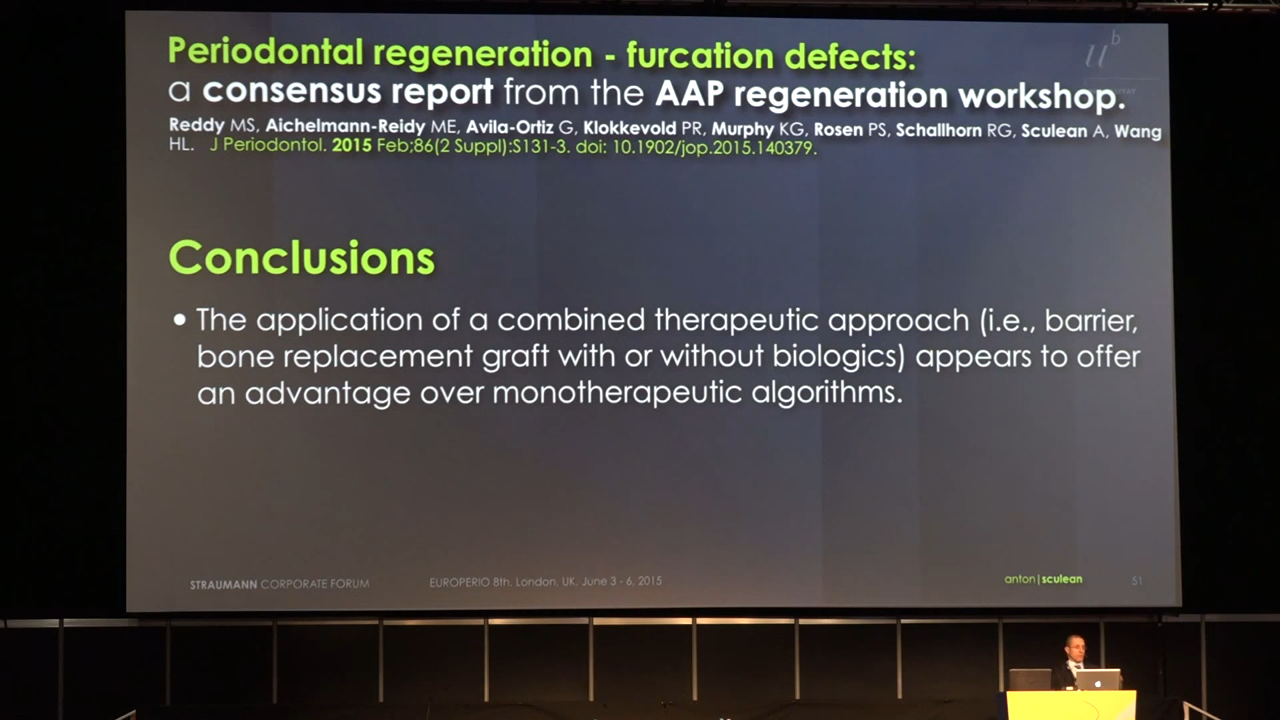 Periodontal regeneration - furcation defects:
a consensus report from the AAP regeneration workshop.
Reddy MS, Aichelmann-Reidy ME, Avila-Ortiz G, Klokkevold PR, Murphy KG, Rosen PS, Schallhorn RG, Sculean A, Wang
HL. J Periodontol. 2015 Feb;86(2 Suppl):S131-3. doi: 10.1902/jop.2015.140379.
u b
Conclusions
• The application of a combined therapeutic approach (i.e., barrier,
bone replacement graft with or without biologics) appears to offer
an advantage over monotherapeutic algorithms.
STRAUMANN CORPORATE FORUM
EUROPERIO 8th. London. UK. June 3 - 6, 2015
anton|sculean
51